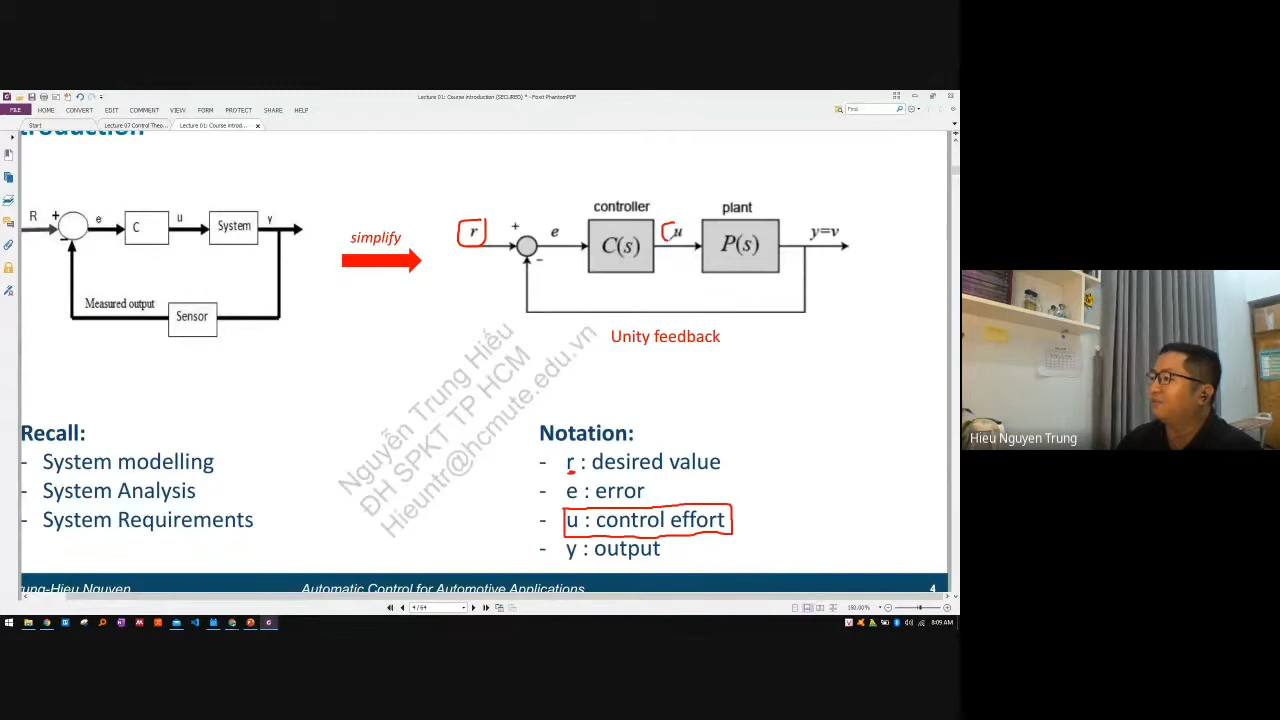 Lecture 01: Course introduction (SECURED) * - Foxit PhantomPDF
FILE HOME CONVERT EDIT VIEW COMMENT FORM PROTECT SHARE HELP
Find
Start Lecture 07 Control Theo... Lecture 01: Course introd...
troduction
R + e C u System y
-
Measured output
Sensor
simplify
controller plant
r + e C(s) u P(s) y=v
-
Unity feedback
Nguyễn Trung Hiếu
ĐH SPKT TP HCM
Hieuntr@hcmute.edu.vn
Recall:
- System modelling
- System Analysis
- System Requirements
Notation:
- r : desired value
- e : error
- u : control effort
- y : output
ung-Hieu Nguyen Automatic Control for Automotive Applications 4
4 / 64
8:09 AM
Hieu Nguyen Trung